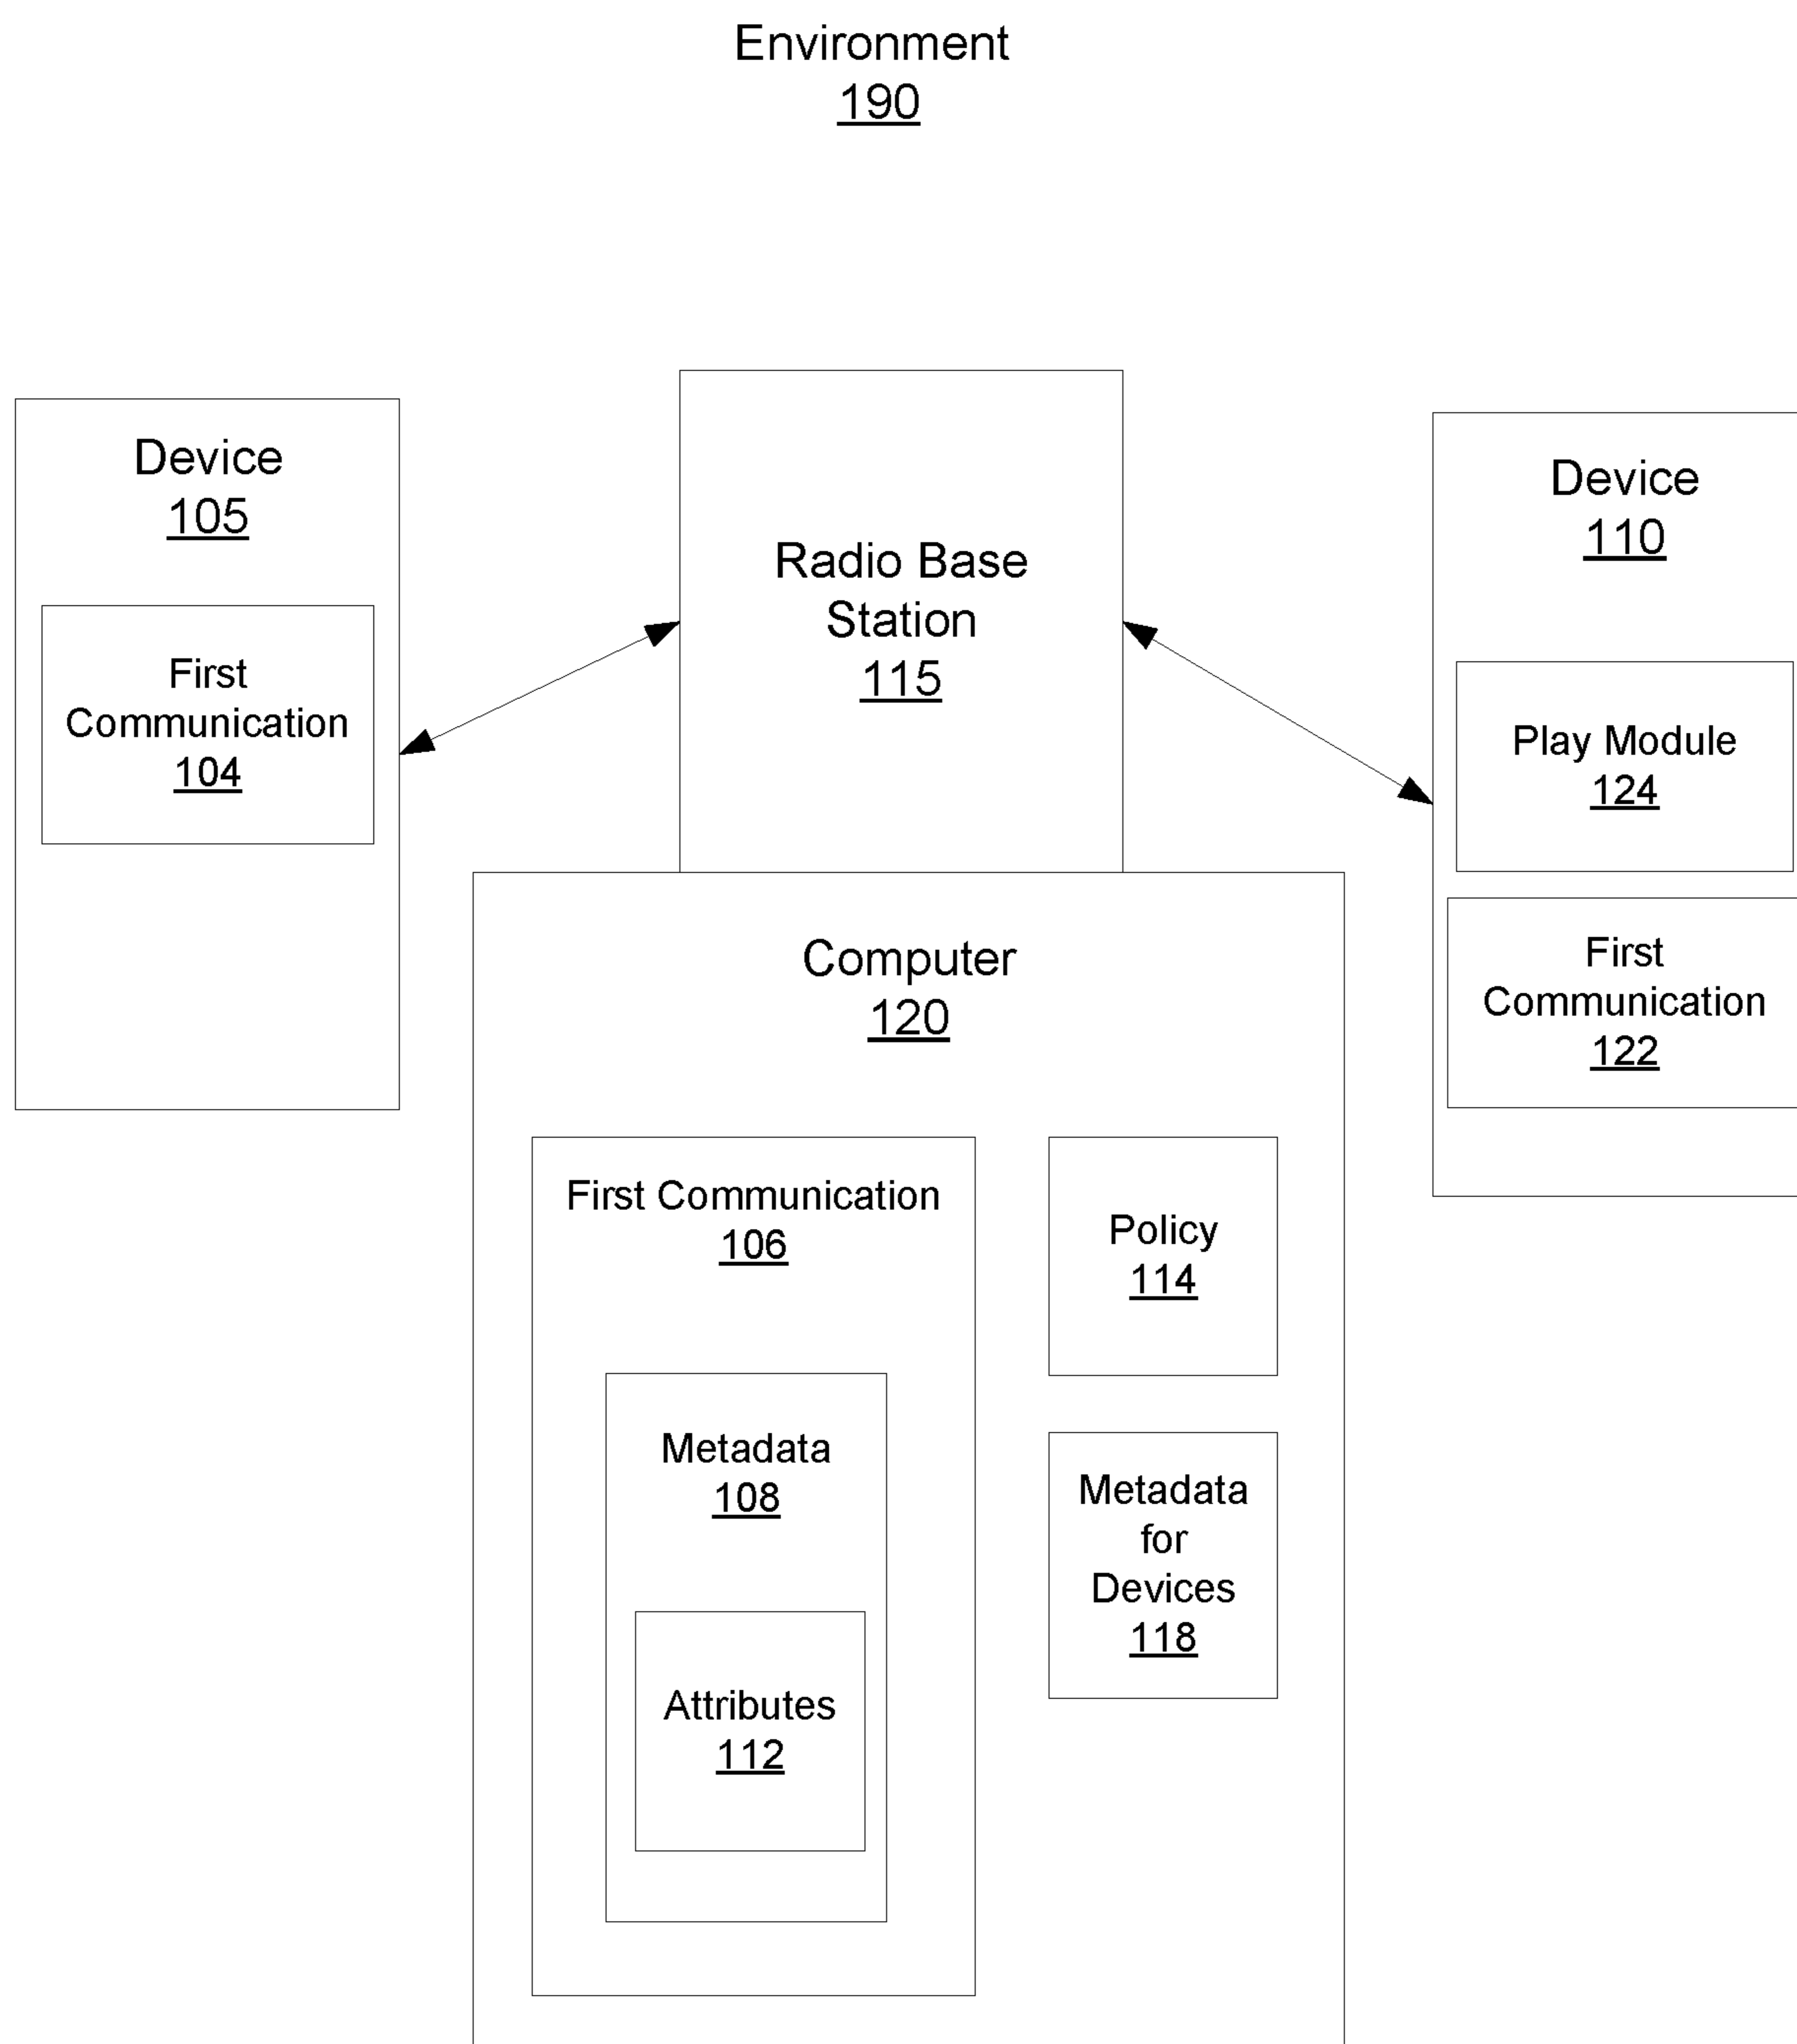 Environment
190
Device
105
First
Communication
104
Radio Base
Station
115
Device
110
Play Module
124
First
Communication
122
Computer
120
First Communication
106
Metadata
108
Attributes
112
Policy
114
Metadata
for
Devices
118